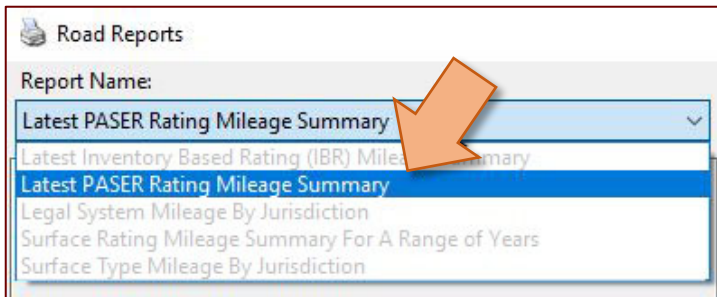 Road Reports
Report Name:
Latest PASER Rating Mileage Summary
Latest Inventory Based Rating (IBR) Mileage Summary
Latest PASER Rating Mileage Summary
Legal System Mileage By Jurisdiction
Surface Rating Mileage Summary For A Range of Years
Surface Type Mileage By Jurisdiction